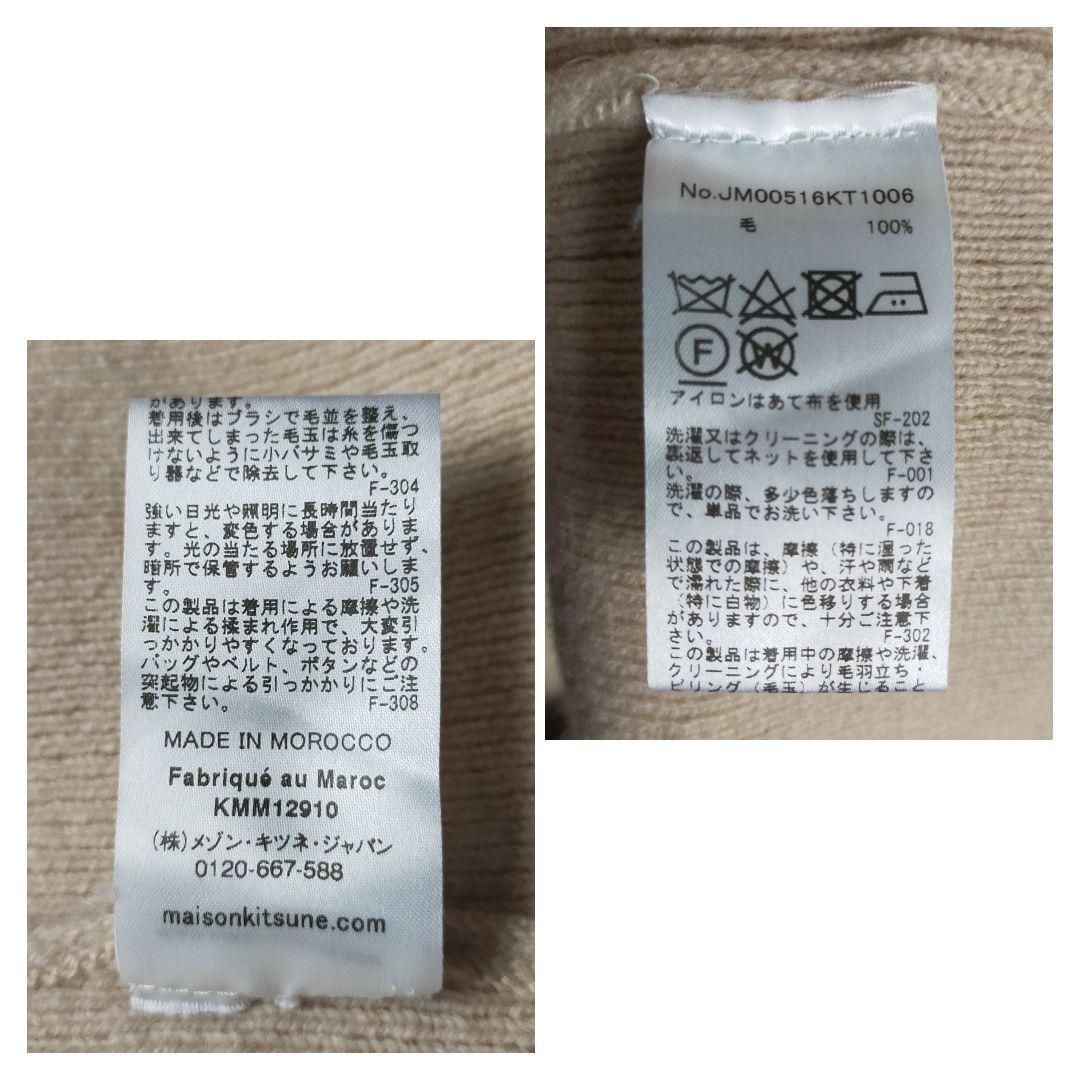 No.JM00516KT1006
毛 100%
F W
アイロンはあて布を使用
SF-202
洗濯又はクリーニングの際は、
裏返してネットを使用して下さ
い。 F-001
洗濯の際、多少色落ちしますの
で、単品でお洗い下さい。
F-018
この製品は、摩擦（特に湿った
状態での摩擦）や、汗や雨など
で濡れた際に、他の衣料や下着
（特に白物）に色移りする場合
がありますので、十分ご注意下
さい。 F-302
この製品は着用中の摩擦や洗濯、
クリーニングにより毛羽立ち、
ピリング（毛玉）が生じること
があります。
着用後はブラシで毛並を整え、
出来てしまった毛玉は糸を傷つ
けないように小バサミや毛玉取
り器などで除去して下さい。
F-304
強い日光や照明に長時間当たり
ますと、変色する場合がありま
す。光の当たる場所に放置せず、
暗所で保管するようお願いしま
す。 F-305
この製品は着用による摩擦や洗
濯による揉まれ作用で、大変引
っかかりやすくなっております。
バッグやベルト、ボタンなどの
突起物による引っかかりにご注
意下さい。 F-308
MADE IN MOROCCO
Fabriqué au Maroc
KMM12910
（株）メゾン・キツネ・ジャパン
0120-667-588
maisonkitsune.com